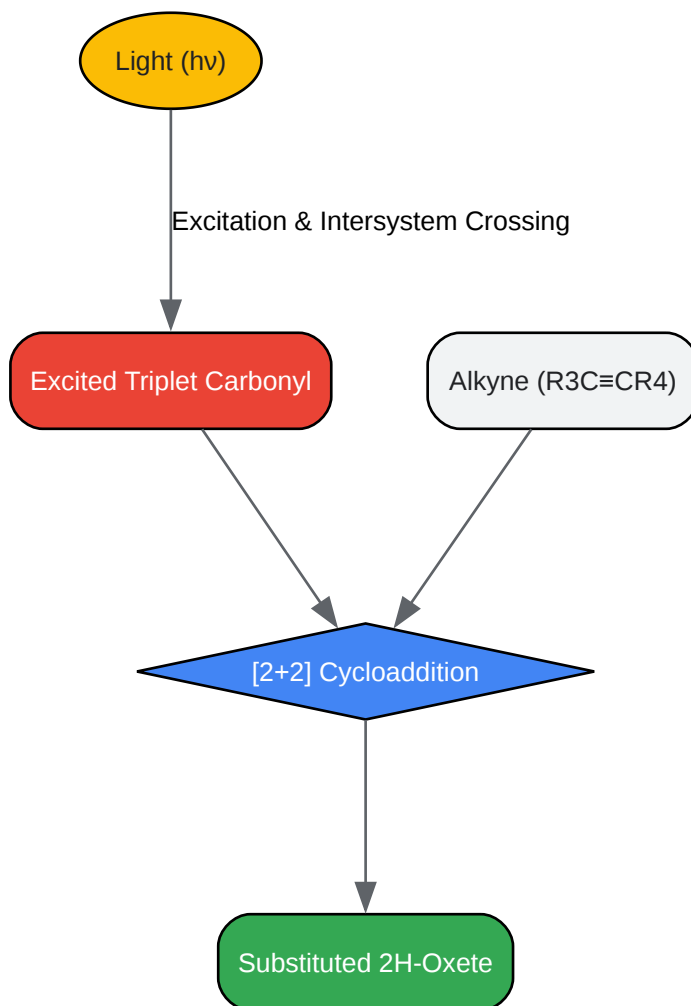 Light (hν)
Excitation & Intersystem Crossing
Excited Triplet Carbonyl
Alkyne (R3C≡CR4)
[2+2] Cycloaddition
Substituted 2H-Oxete